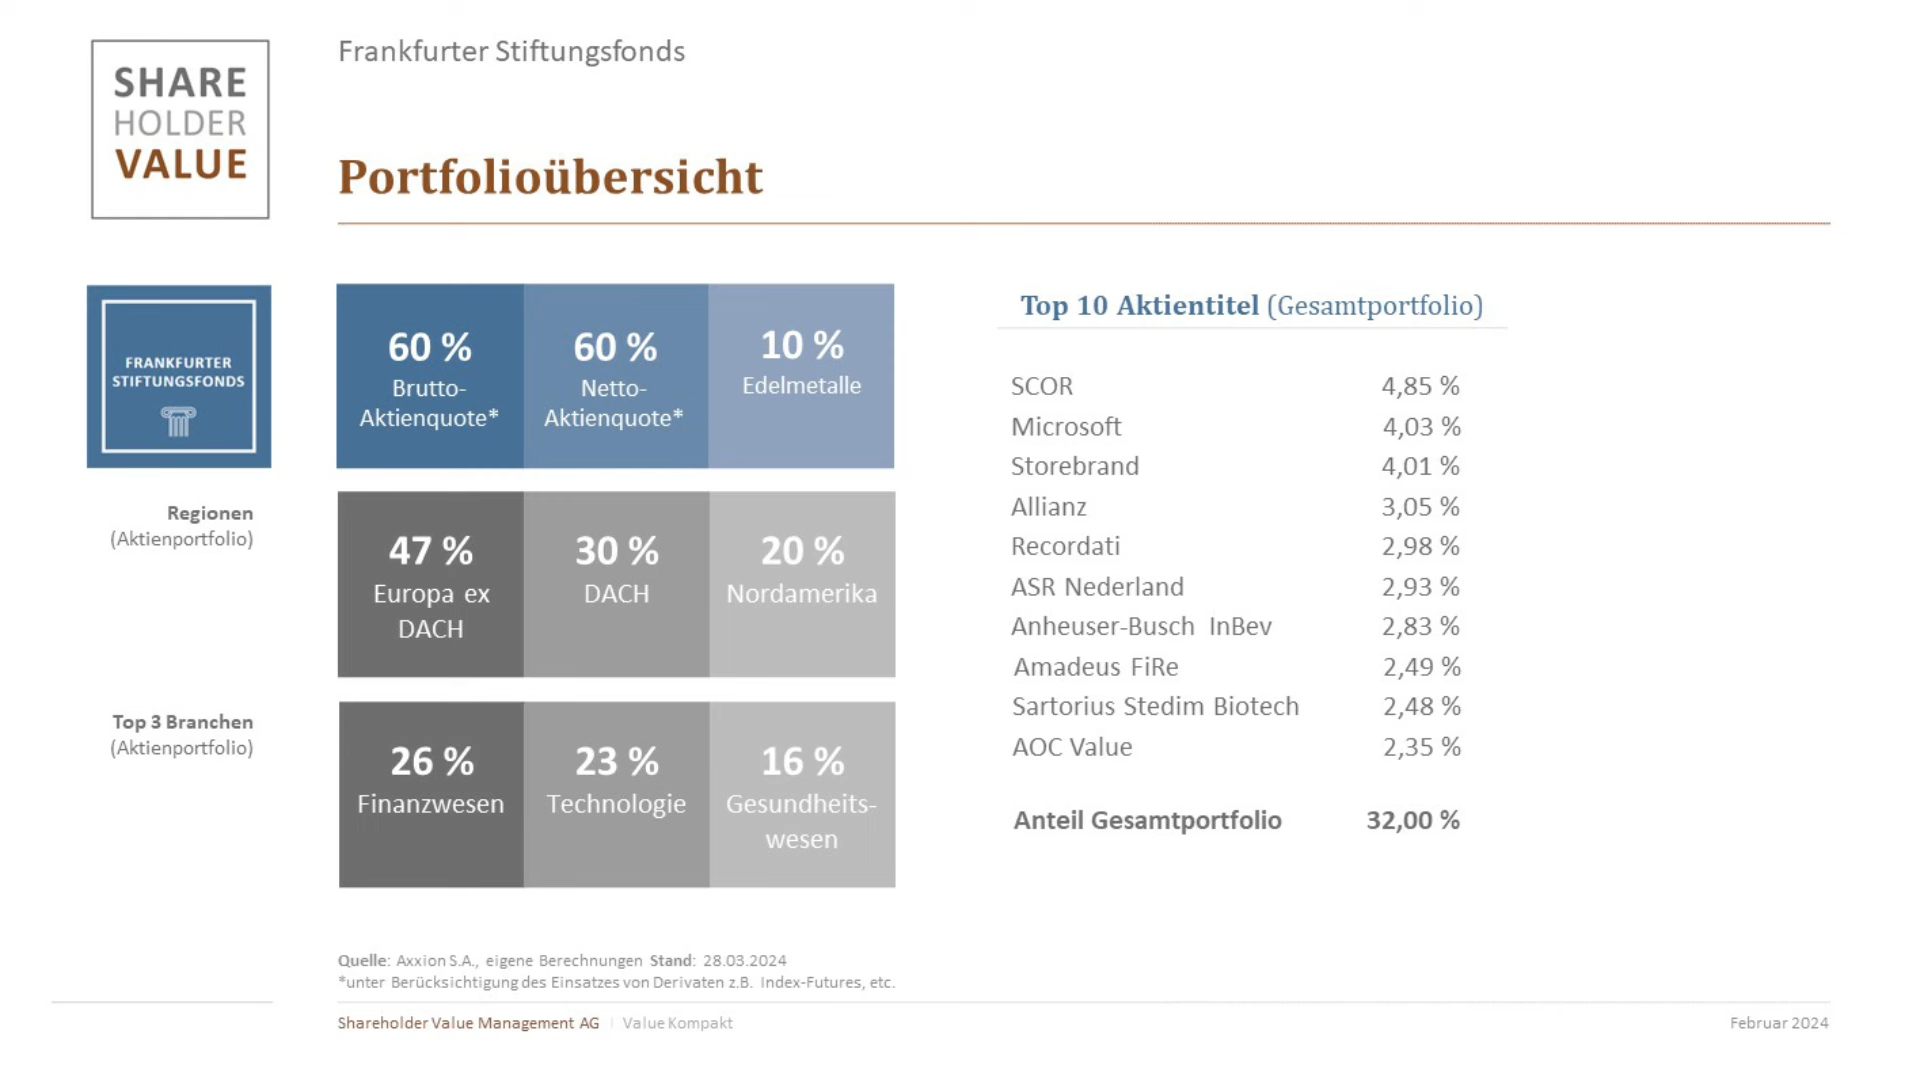 SHARE
HOLDER
VALUE
Frankfurter Stiftungsfonds
Portfolioübersicht
FRANKFURTER
STIFTUNGSFONDS
60 %
Brutto-
Aktienquote*
60 %
Netto-
Aktienquote*
10 %
Edelmetalle
Regionen
(Aktienportfolio)
47 %
Europa ex
DACH
30 %
DACH
20 %
Nordamerika
Top 3 Branchen
(Aktienportfolio)
26 %
Finanzwesen
23 %
Technologie
16 %
Gesundheits-
wesen
Top 10 Aktientitel (Gesamtportfolio)
SCOR 4,85 %
Microsoft 4,03 %
Storebrand 4,01 %
Allianz 3,05 %
Recordati 2,98 %
ASR Nederland 2,93 %
Anheuser-Busch InBev 2,83 %
Amadeus FiRe 2,49 %
Sartorius Stedim Biotech 2,48 %
AOC Value 2,35 %
Anteil Gesamtportfolio 32,00 %
Quelle: Axxion S.A., eigene Berechnungen Stand: 28.03.2024
*unter Berücksichtigung des Einsatzes von Derivaten z.B. Index-Futures, etc.
Shareholder Value Management AG | Value Kompakt
Februar 2024